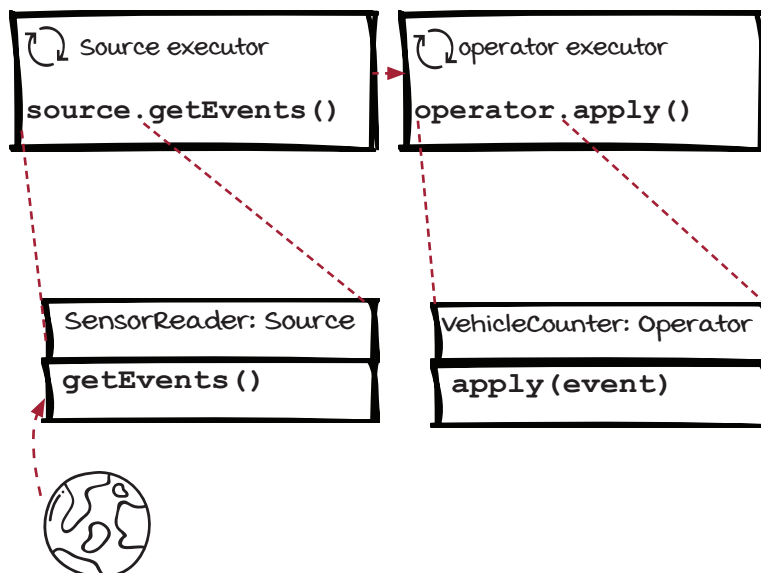 Source executor
operator executor
source.getEvents()
operator.apply()
SensorReader: Source
VehicleCounter: Operator
getEvents()
apply(event)